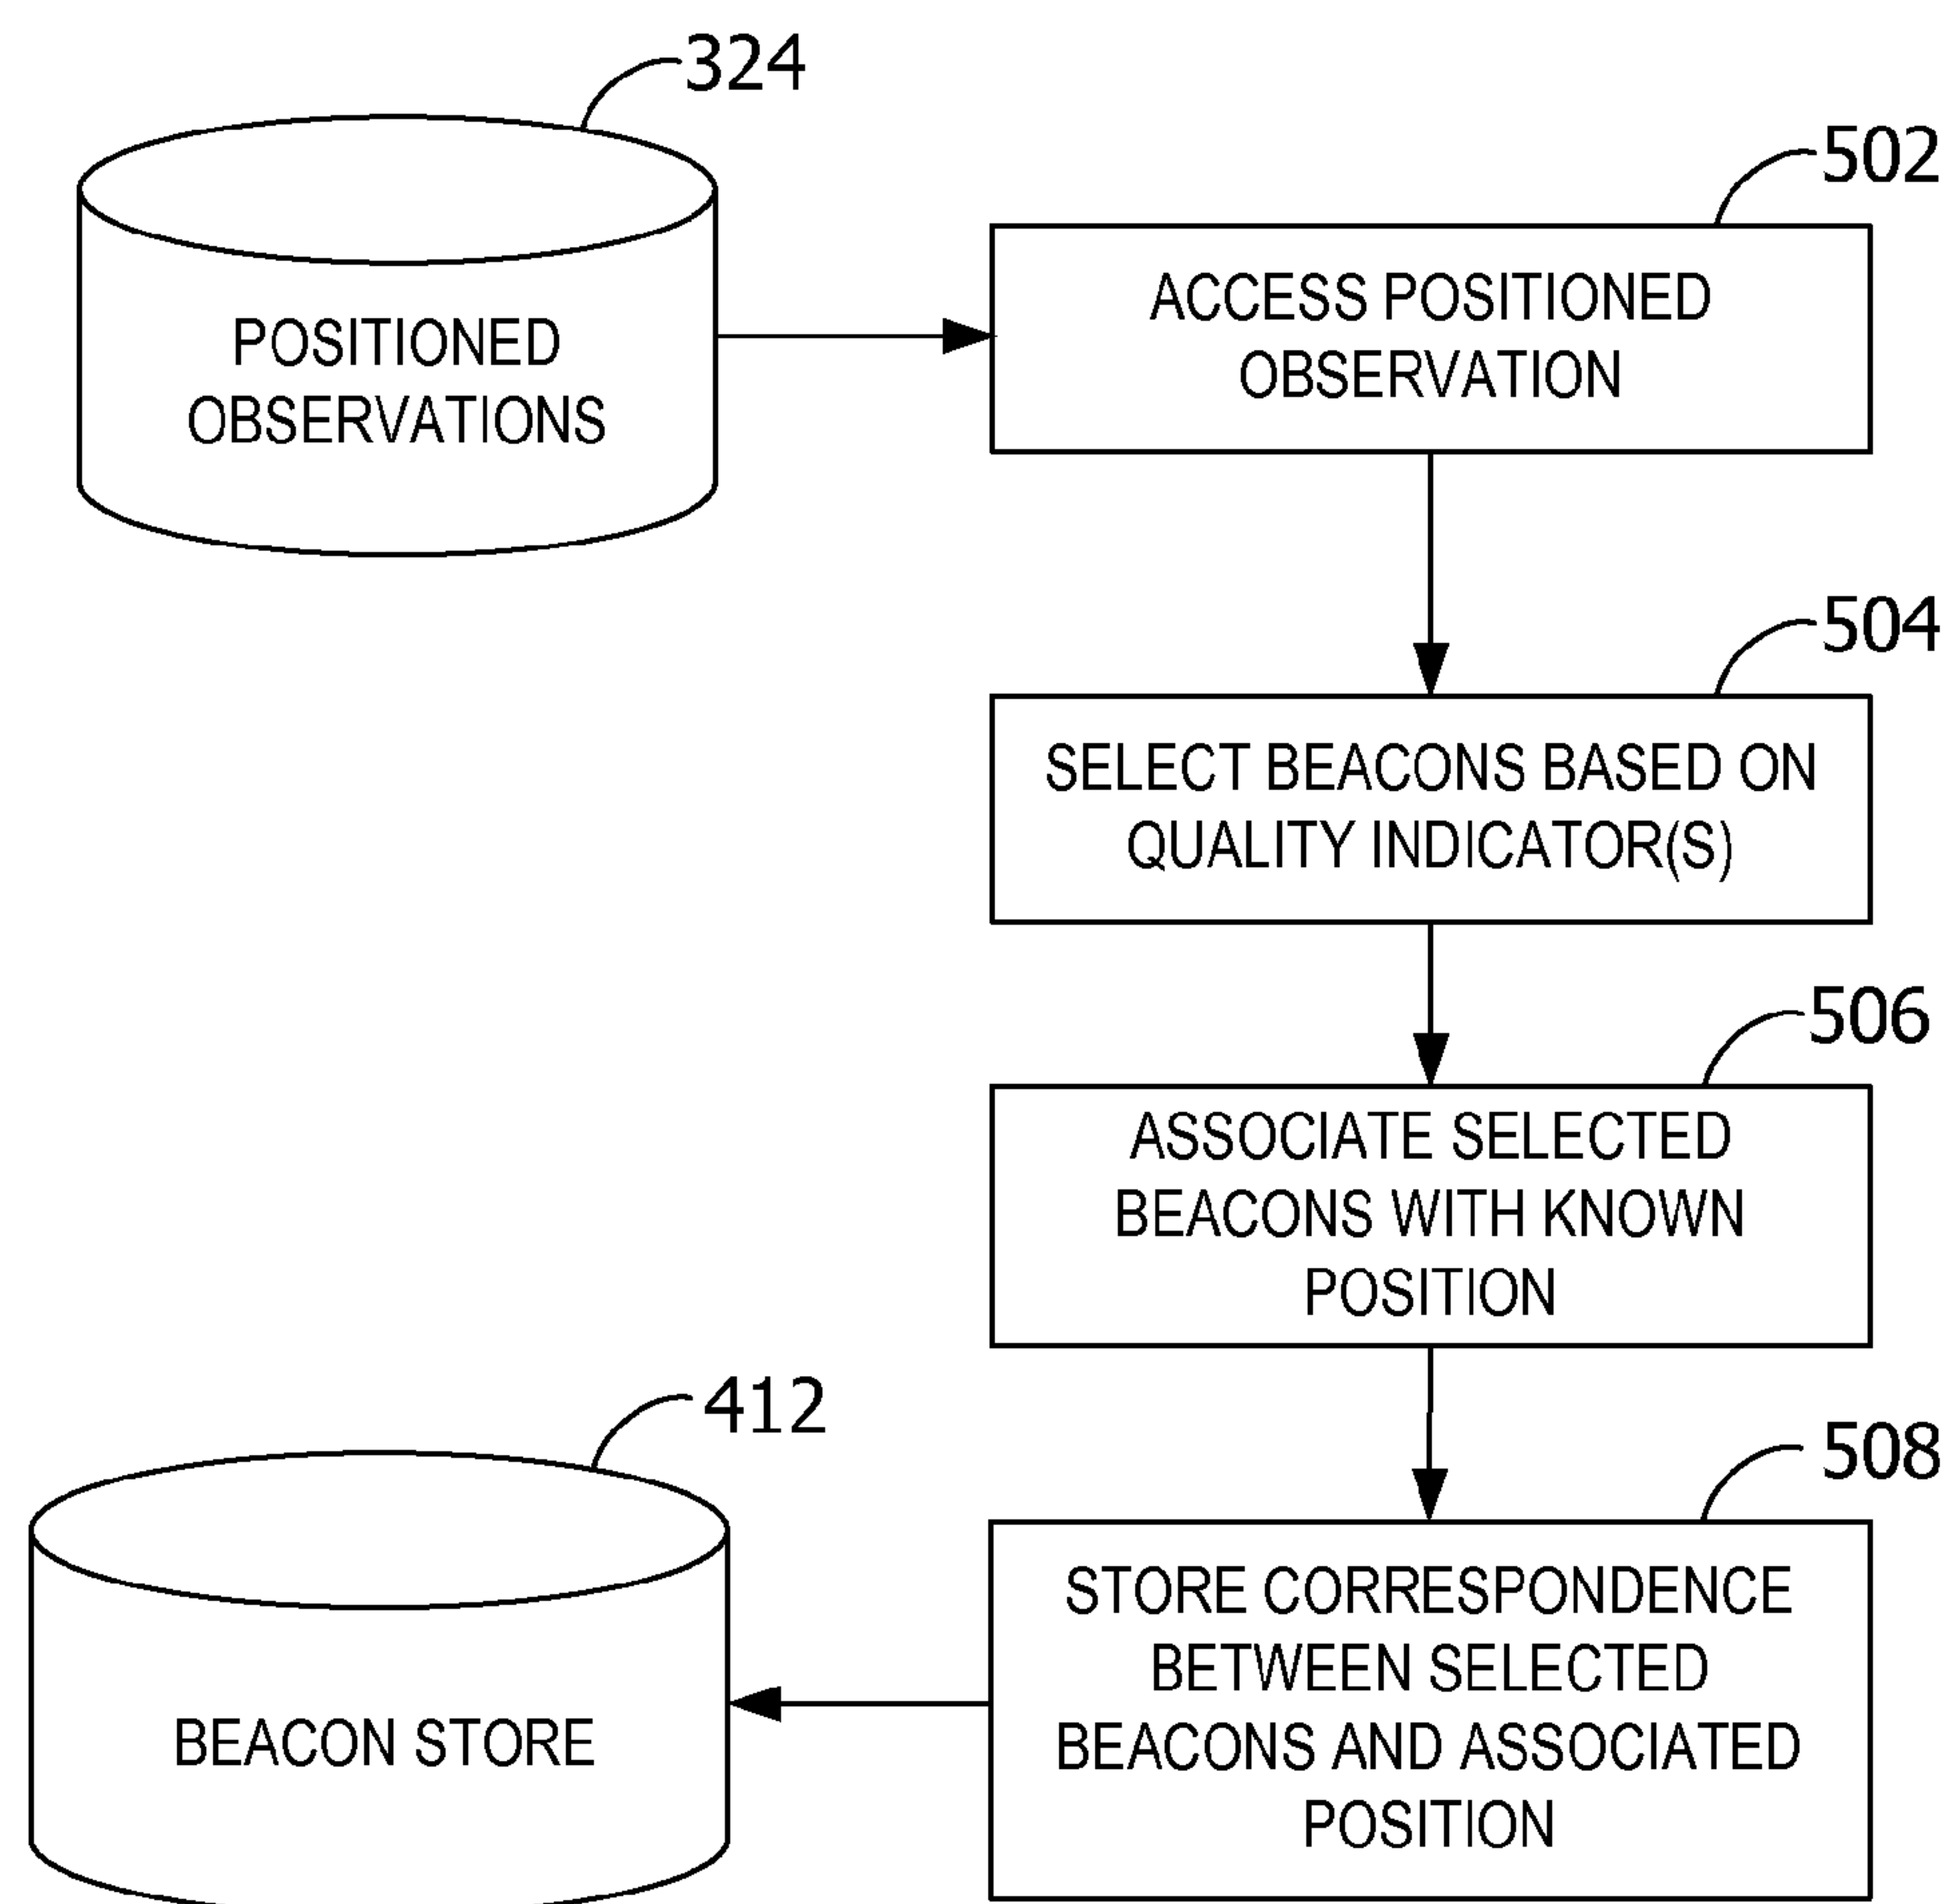 324
POSITIONED
OBSERVATIONS
502
ACCESS POSITIONED
OBSERVATION
504
SELECT BEACONS BASED ON
QUALITY INDICATOR(S)
506
ASSOCIATE SELECTED
BEACONS WITH KNOWN
POSITION
508
STORE CORRESPONDENCE
BETWEEN SELECTED
BEACONS AND ASSOCIATED
POSITION
412
BEACON STORE